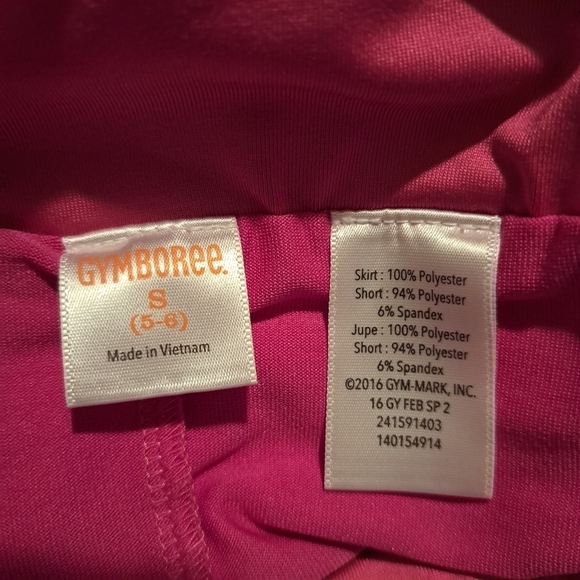 GYMBOREE.
S
(5-6)
Made in Vietnam
Skirt : 100% Polyester
Short : 94% Polyester
6% Spandex
Jupe : 100% Polyester
Short : 94% Polyester
6% Spandex
©2016 GYM-MARK, INC.
16 GY FEB SP 2
241591403
140154914